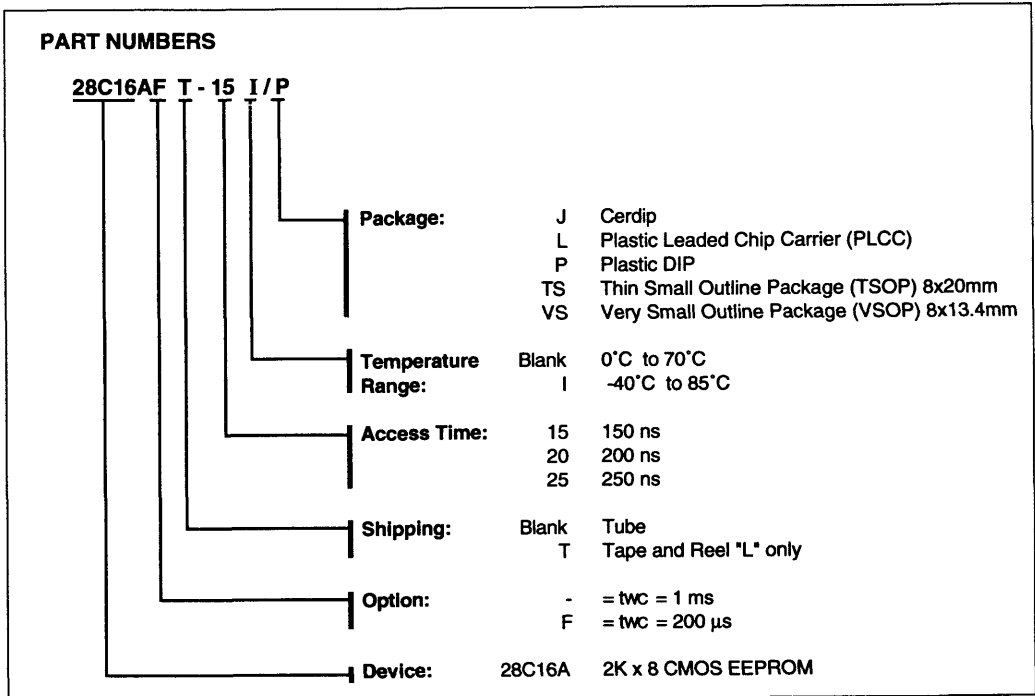 PART NUMBERS
28C16AF T - 15 I / P
Package: J Cerdip
L Plastic Leaded Chip Carrier (PLCC)
P Plastic DIP
TS Thin Small Outline Package (TSOP) 8x20mm
VS Very Small Outline Package (VSOP) 8x13.4mm
Temperature Blank 0°C to 70°C
Range: I -40°C to 85°C
Access Time: 15 150 ns
20 200 ns
25 250 ns
Shipping: Blank Tube
T Tape and Reel "L" only
Option: - = twc = 1 ms
F = twc = 200 µs
Device: 28C16A 2K x 8 CMOS EEPROM